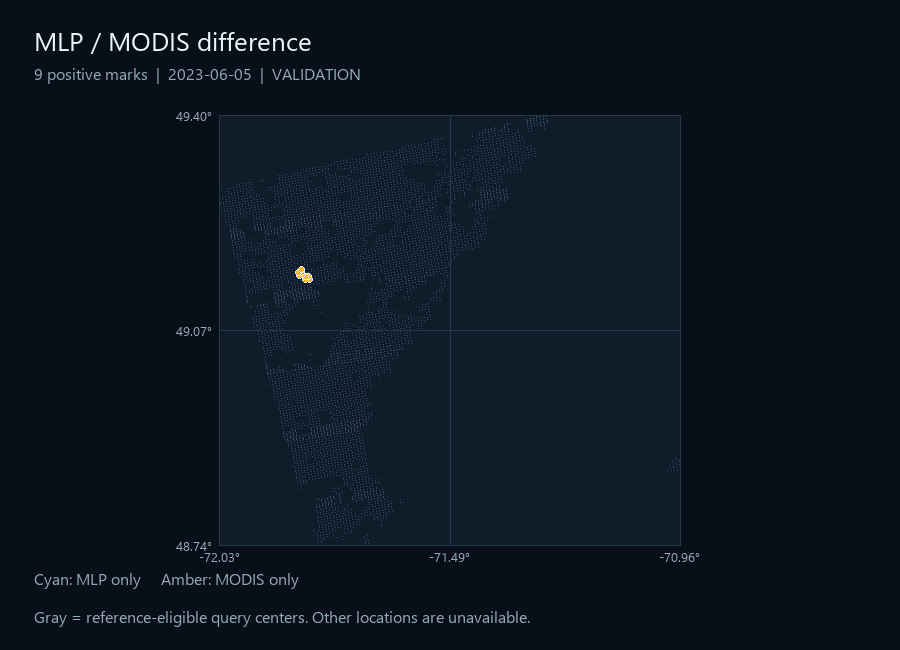 MLP / MODIS difference
9 positive marks | 2023-06-05 | VALIDATION
49.40°
49.07°
48.74°
-72.03° -71.49° -70.96°
Cyan: MLP only Amber: MODIS only
Gray = reference-eligible query centers. Other locations are unavailable.